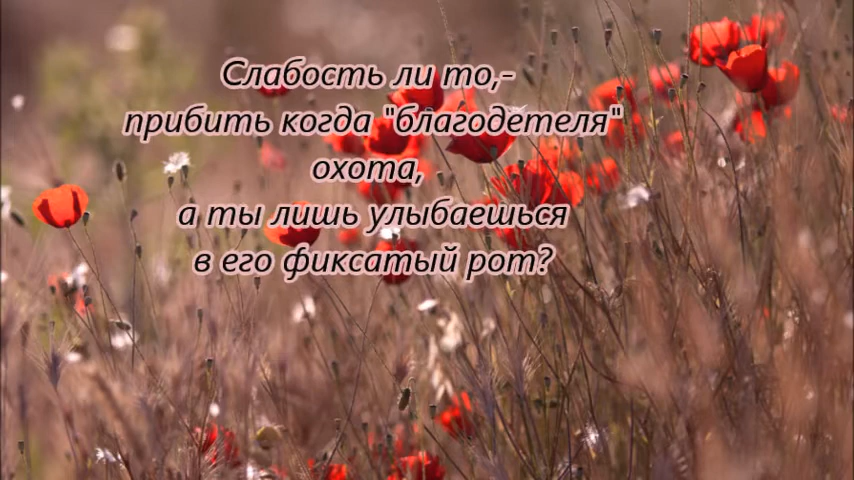 Слабость ли то,-
прибить когда "благодетеля"
охота,
а ты лишь улыбаешься
в его фиксатый рот?